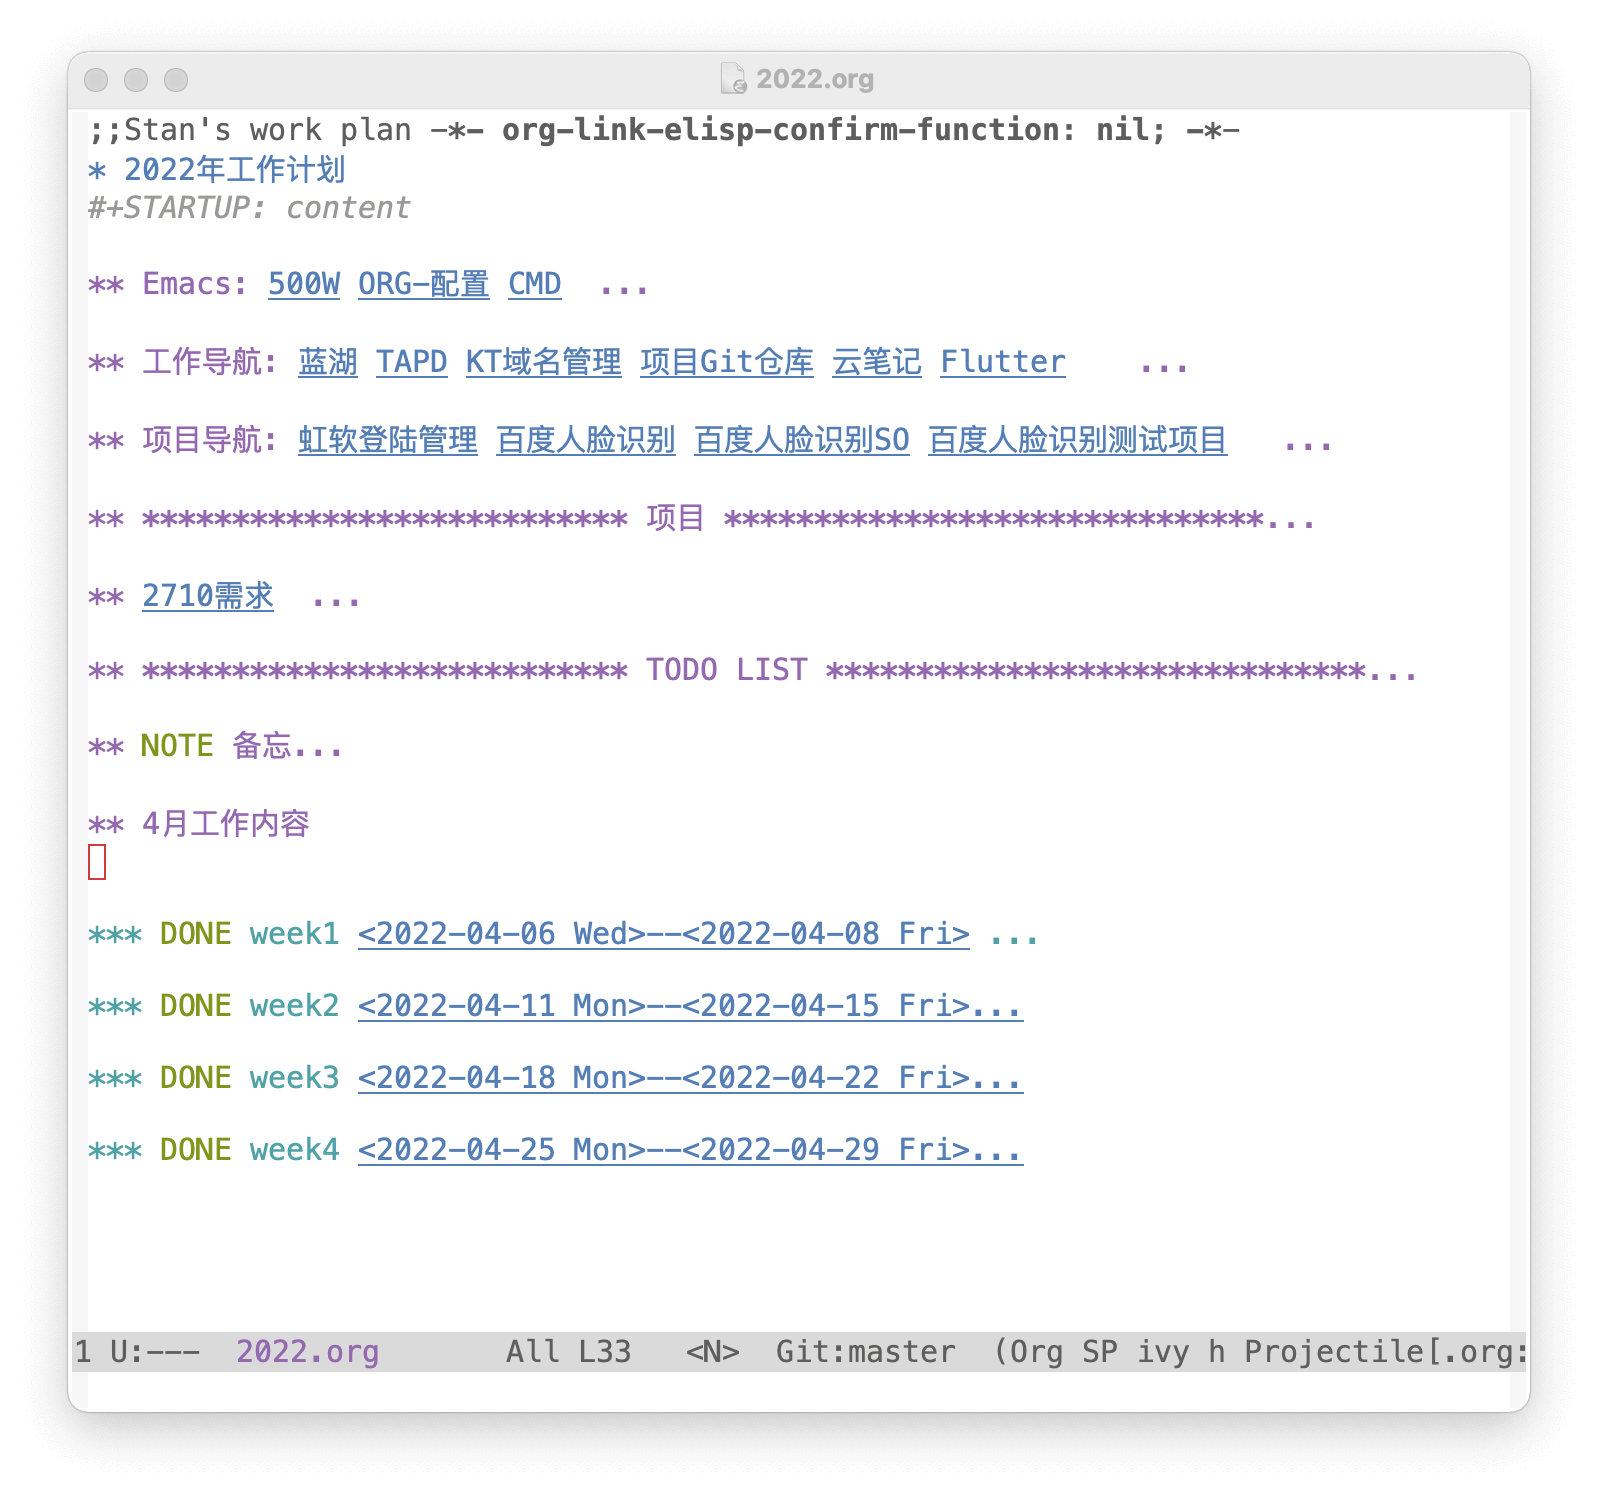 2022.org
;;Stan's work plan -*- org-link-elisp-confirm-function: nil; -*-
* 2022年工作计划
#+STARTUP: content
** Emacs: 500W ORG-配置 CMD  ...
** 工作导航: 蓝湖 TAPD KT域名管理 项目Git仓库 云笔记 Flutter    ...
** 项目导航: 虹软登陆管理 百度人脸识别 百度人脸识别SO 百度人脸识别测试项目   ...
** *************************** 项目 ******************************...
** 2710需求  ...
** *************************** TODO LIST ******************************...
** NOTE 备忘...
** 4月工作内容
*** DONE week1 <2022-04-06 Wed>--<2022-04-08 Fri> ...
*** DONE week2 <2022-04-11 Mon>--<2022-04-15 Fri>...
*** DONE week3 <2022-04-18 Mon>--<2022-04-22 Fri>...
*** DONE week4 <2022-04-25 Mon>--<2022-04-29 Fri>...
1 U:---  2022.org       All L33   <N>  Git:master  (Org SP ivy h Projectile[.org: